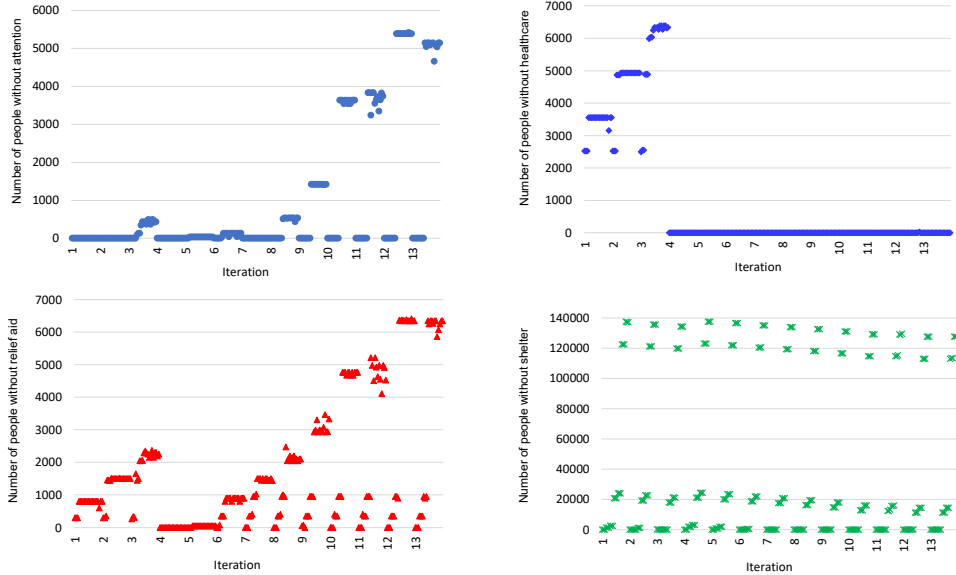 Number of people without attention
6000
5000
4000
3000
2000
1000
0
1 2 3 4 5 6 7 8 9 10 11 12 13
Iteration
Number of people without healthcare
7000
6000
5000
4000
3000
2000
1000
0
1 2 3 4 5 6 7 8 9 10 11 12 13
Iteration
Number of people without relief aid
7000
6000
5000
4000
3000
2000
1000
0
1 2 3 4 5 6 7 8 9 10 11 12 13
Iteration
Number of people without shelter
140000
120000
100000
80000
60000
40000
20000
0
1 2 3 4 5 6 7 8 9 10 11 12 13
Iteration